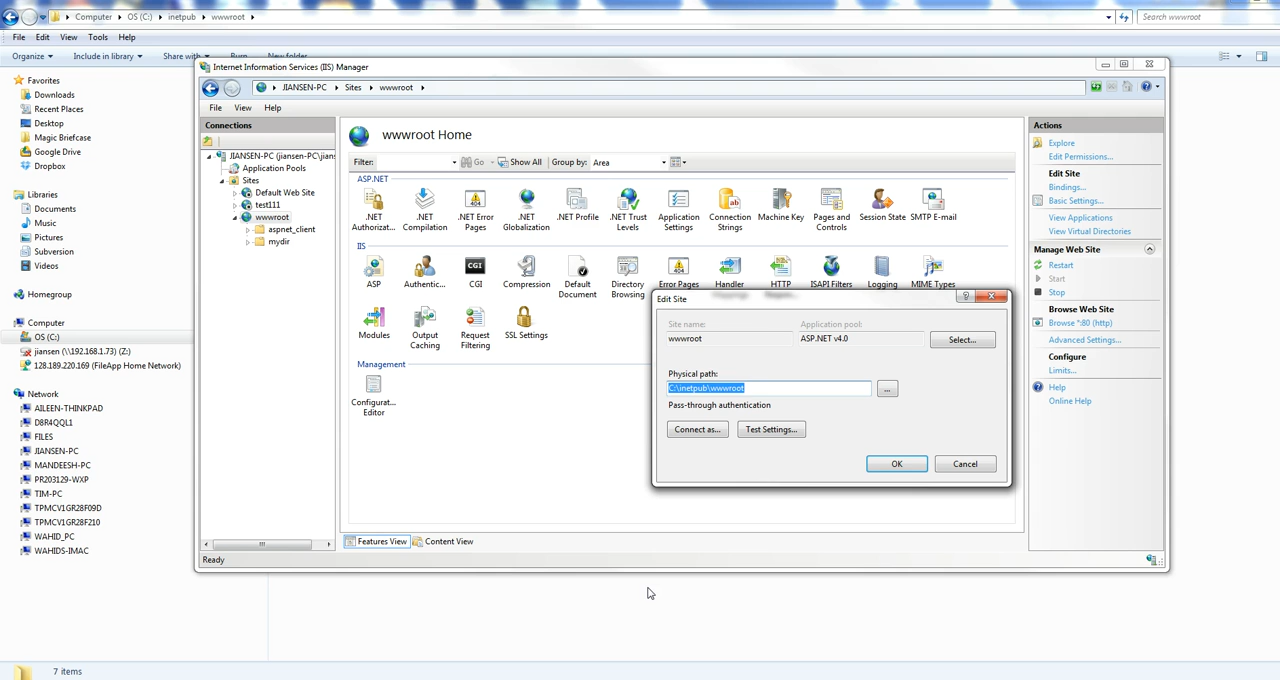 Computer ▸ OS (C:) ▸ inetpub ▸ wwwroot ▸
Search wwwroot
File Edit View Tools Help
Organize Include in library Share with Burn New folder
Favorites
Downloads
Recent Places
Desktop
Magic Briefcase
Google Drive
Dropbox
Libraries
Documents
Music
Pictures
Subversion
Videos
Homegroup
Computer
OS (C:)
jiansen (\\192.168.1.73) (Z:)
128.189.220.169 (FileApp Home Network)
Network
AILEEN-THINKPAD
D8R4QQL1
FILES
JIANSEN-PC
MANDEESH-PC
PR203129-WXP
TIM-PC
TPMCV1GR28F09D
TPMCV1GR28F210
WAHID_PC
WAHIDS-IMAC
7 items
Internet Information Services (IIS) Manager
JIANSEN-PC ▸ Sites ▸ wwwroot ▸
File View Help
Connections
JIANSEN-PC (jiansen-PC\jians
Application Pools
Sites
Default Web Site
test111
wwwroot
aspnet_client
mydir
wwwroot Home
Filter: Go Show All Group by: Area
ASP.NET
.NET Authorizat...
.NET Compilation
.NET Error Pages
.NET Globalization
.NET Profile
.NET Trust Levels
Application Settings
Connection Strings
Machine Key
Pages and Controls
Session State
SMTP E-mail
IIS
ASP
Authentic...
CGI
Compression
Default Document
Directory Browsing
Error Pages
404
Handler Mappings
HTTP
ISAPI Filters
Logging
MIME Types
Modules
Output Caching
Request Filtering
SSL Settings
Management
Configurat... Editor
Features View Content View
Ready
Edit Site
Site name:
wwwroot
Application pool:
ASP.NET v4.0
Select...
Physical path:
C:\inetpub\wwwroot
...
Pass-through authentication
Connect as... Test Settings...
OK Cancel
Actions
Explore
Edit Permissions...
Edit Site
Bindings...
Basic Settings...
View Applications
View Virtual Directories
Manage Web Site
Restart
Start
Stop
Browse Web Site
Browse *:80 (http)
Advanced Settings...
Configure
Limits...
Help
Online Help